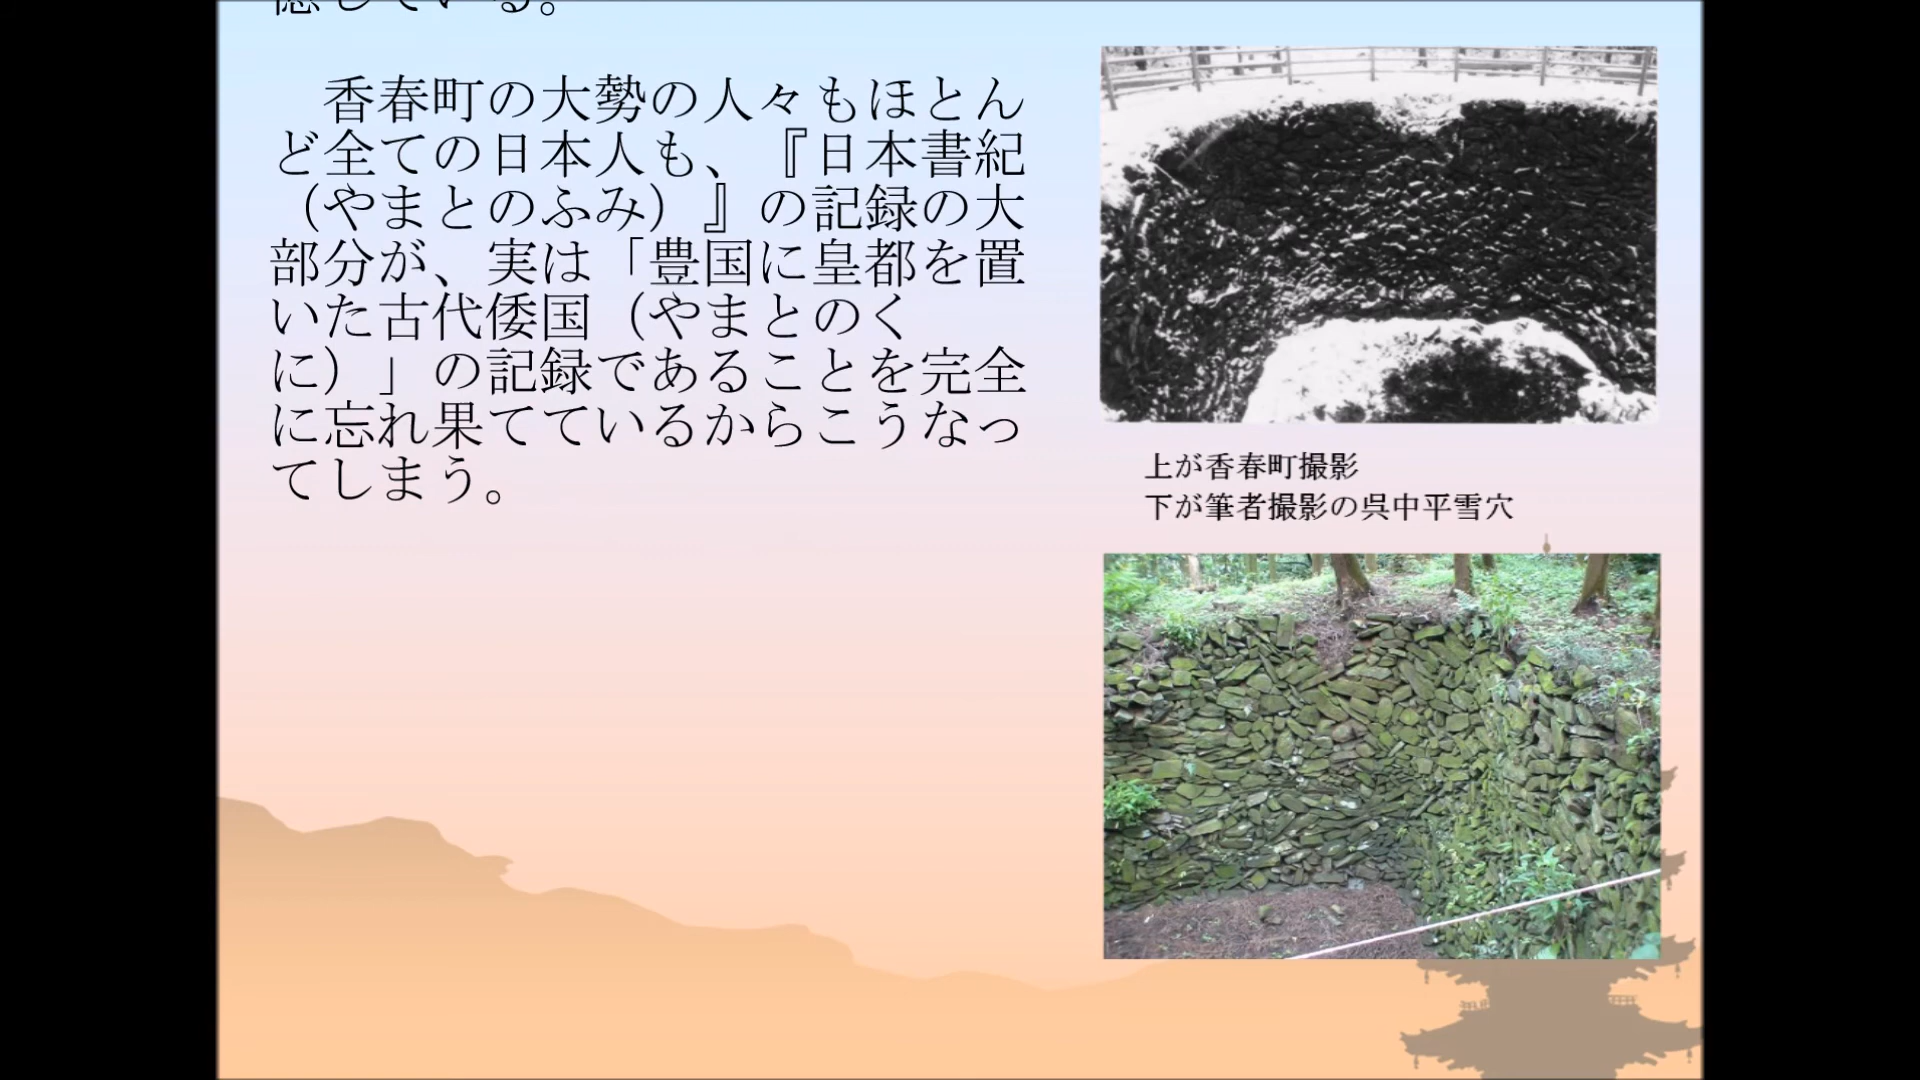 憶している。
香春町の大勢の人々もほとん
ど全ての日本人も、『日本書紀
（やまとのふみ）』の記録の大
部分が、実は「豊国に皇都を置
いた古代倭国（やまとのく
に）」の記録であることを完全
に忘れ果てているからこうなっ
てしまう。
上が香春町撮影
下が筆者撮影の呉中平雪穴